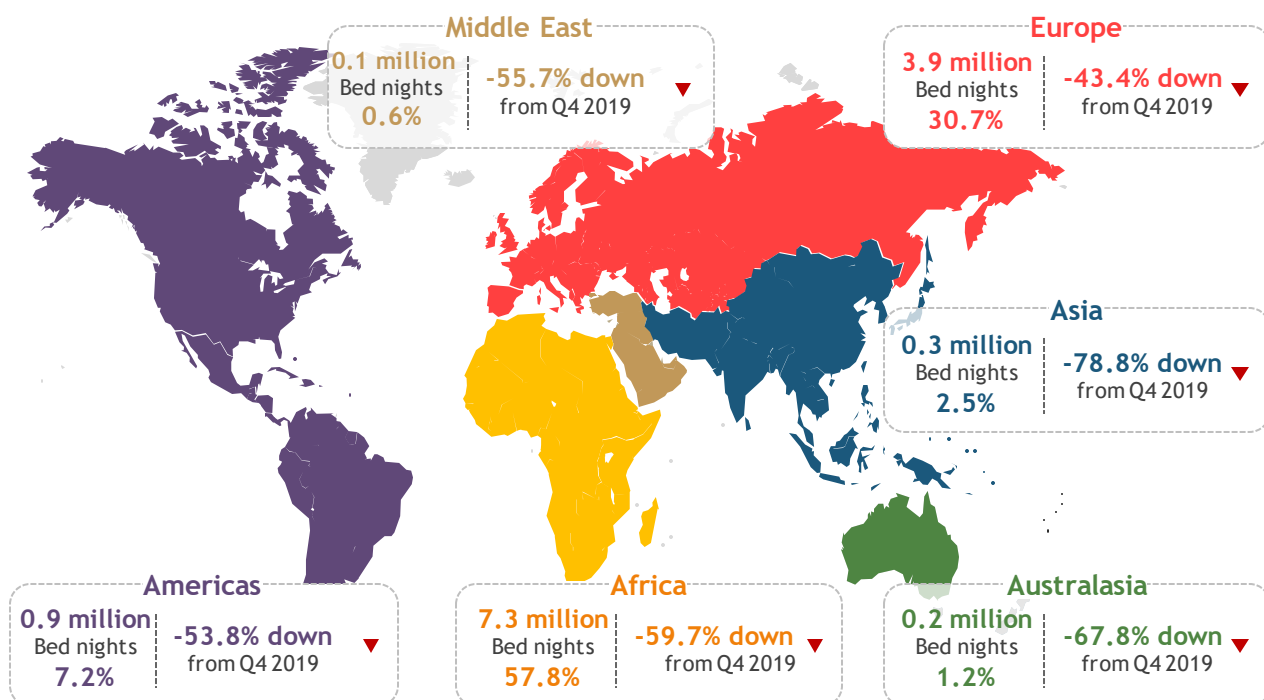 Middle East
0.1 million
Bed nights
0.6%
-55.7% down
from Q4 2019
Europe
3.9 million
Bed nights
30.7%
-43.4% down
from Q4 2019
Asia
0.3 million
Bed nights
2.5%
-78.8% down
from Q4 2019
Americas
0.9 million
Bed nights
7.2%
-53.8% down
from Q4 2019
Africa
7.3 million
Bed nights
57.8%
-59.7% down
from Q4 2019
Australasia
0.2 million
Bed nights
1.2%
-67.8% down
from Q4 2019